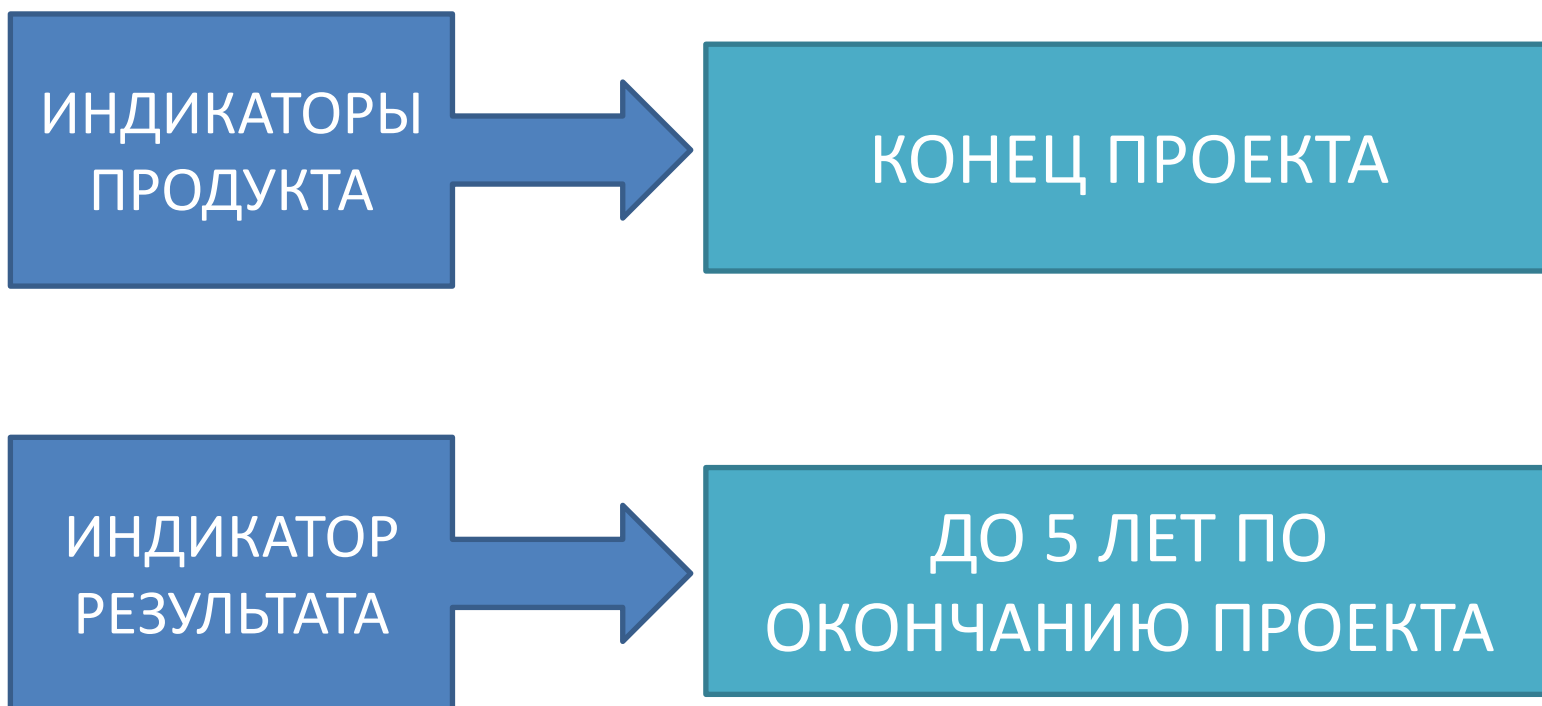 ИНДИКАТОРЫ
ПРОДУКТА
КОНЕЦ ПРОЕКТА
ИНДИКАТОР
РЕЗУЛЬТАТА
ДО 5 ЛЕТ ПО
ОКОНЧАНИЮ ПРОЕКТА